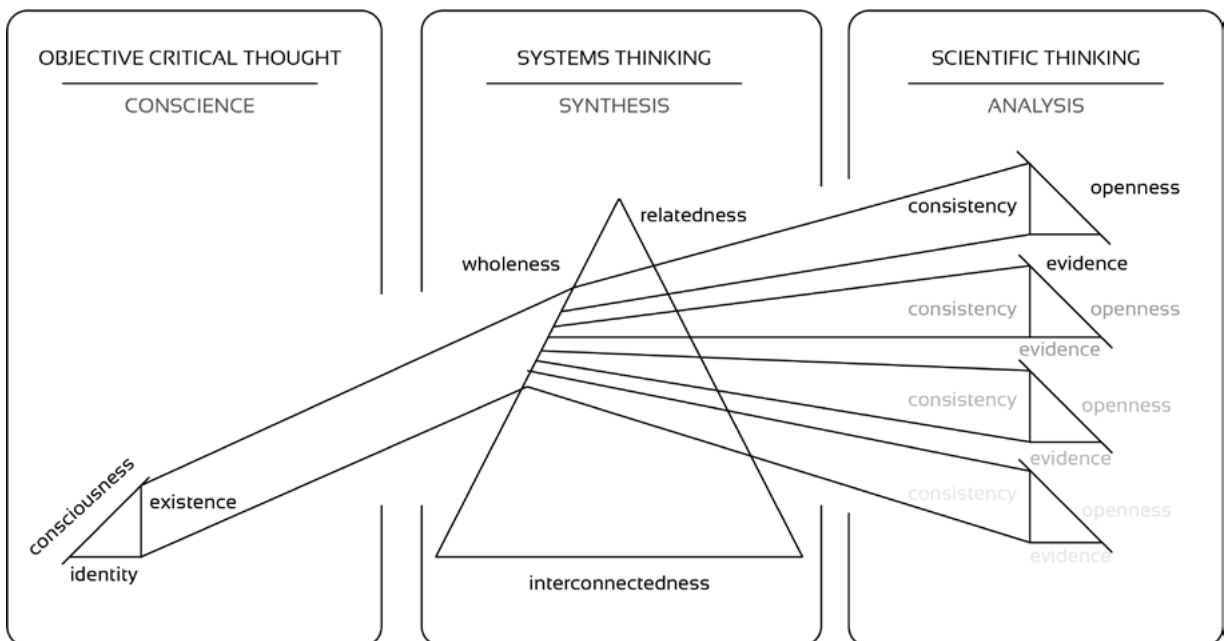 OBJECTIVE CRITICAL THOUGHT
CONSCIENCE
consciousness
existence
identity
SYSTEMS THINKING
SYNTHESIS
relatedness
wholeness
interconnectedness
SCIENTIFIC THINKING
ANALYSIS
openness
consistency
evidence
consistency
openness
evidence
consistency
openness
evidence
consistency
openness
evidence